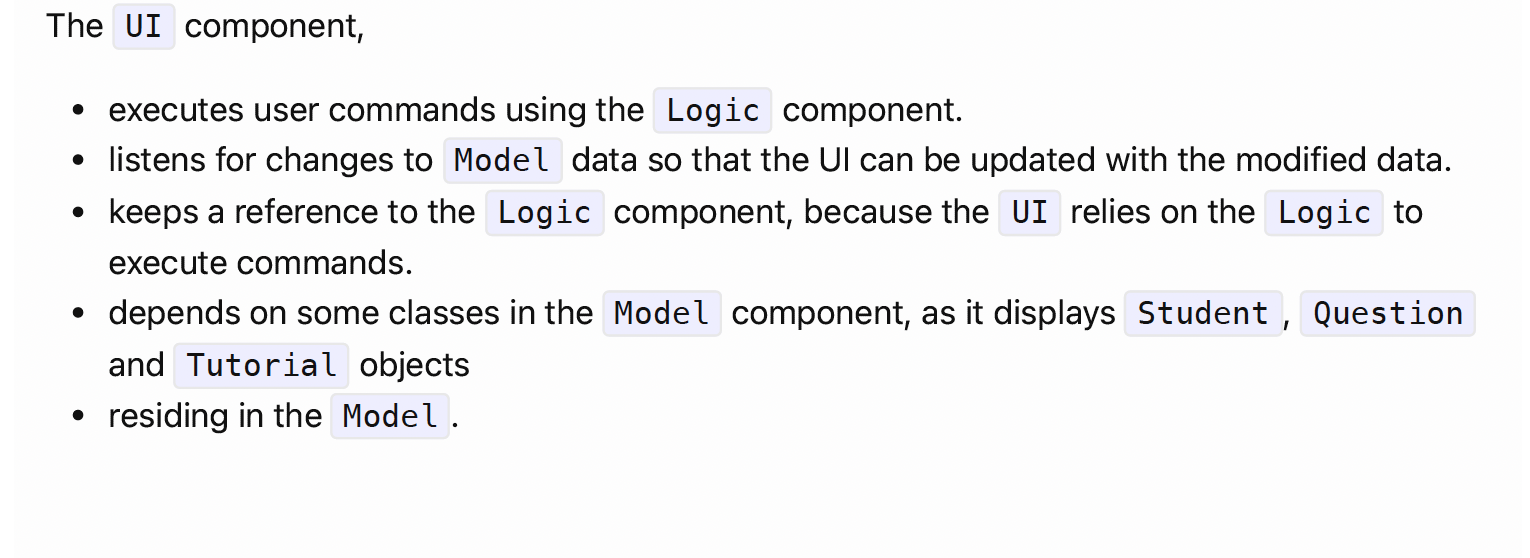 The UI component,
• executes user commands using the Logic component.
• listens for changes to Model data so that the UI can be updated with the modified data.
• keeps a reference to the Logic component, because the UI relies on the Logic to
execute commands.
• depends on some classes in the Model component, as it displays Student, Question
and Tutorial objects
• residing in the Model.